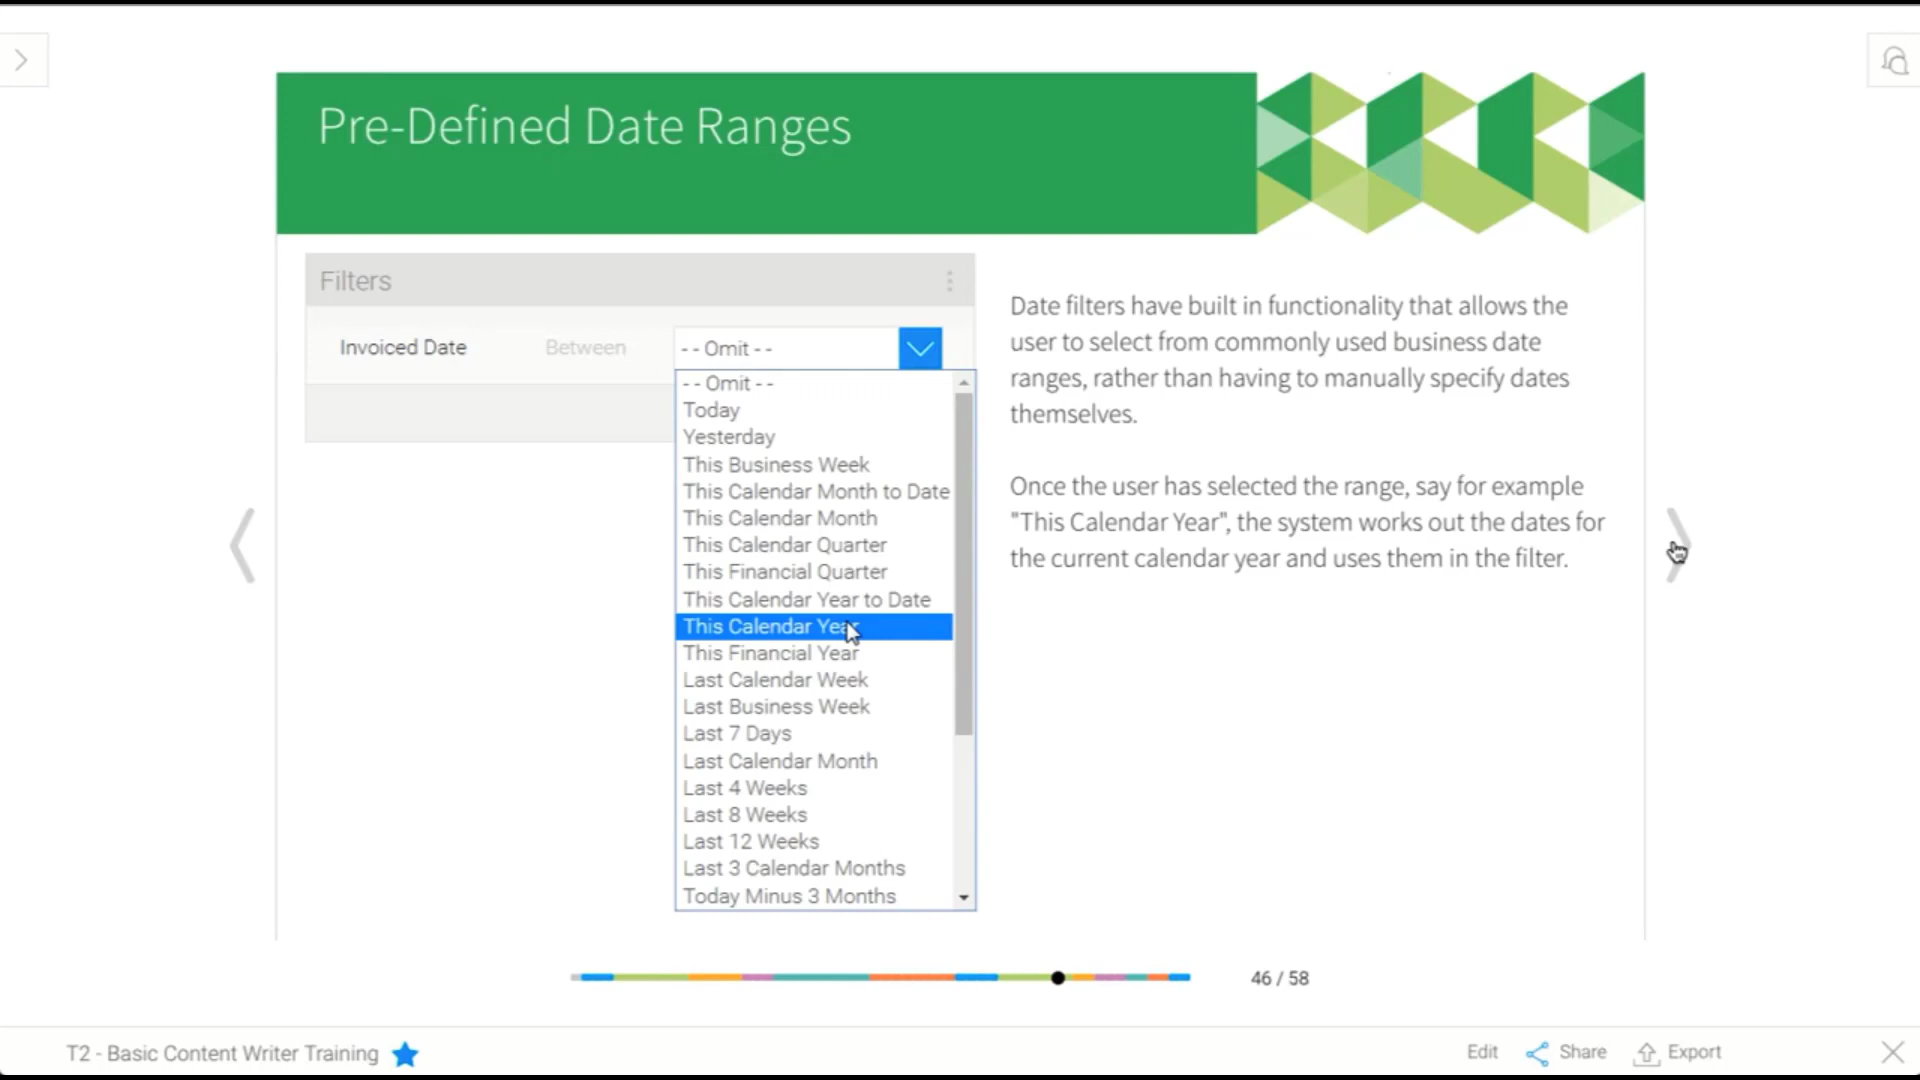 Pre-Defined Date Ranges
Filters
Invoiced Date Between - - Omit - -
- - Omit - -
Today
Yesterday
This Business Week
This Calendar Month to Date
This Calendar Month
This Calendar Quarter
This Financial Quarter
This Calendar Year to Date
This Calendar Year
This Financial Year
Last Calendar Week
Last Business Week
Last 7 Days
Last Calendar Month
Last 4 Weeks
Last 8 Weeks
Last 12 Weeks
Last 3 Calendar Months
Today Minus 3 Months
Date filters have built in functionality that allows the
user to select from commonly used business date
ranges, rather than having to manually specify dates
themselves.
Once the user has selected the range, say for example
"This Calendar Year", the system works out the dates for
the current calendar year and uses them in the filter.
46 / 58
T2 - Basic Content Writer Training
Edit Share Export